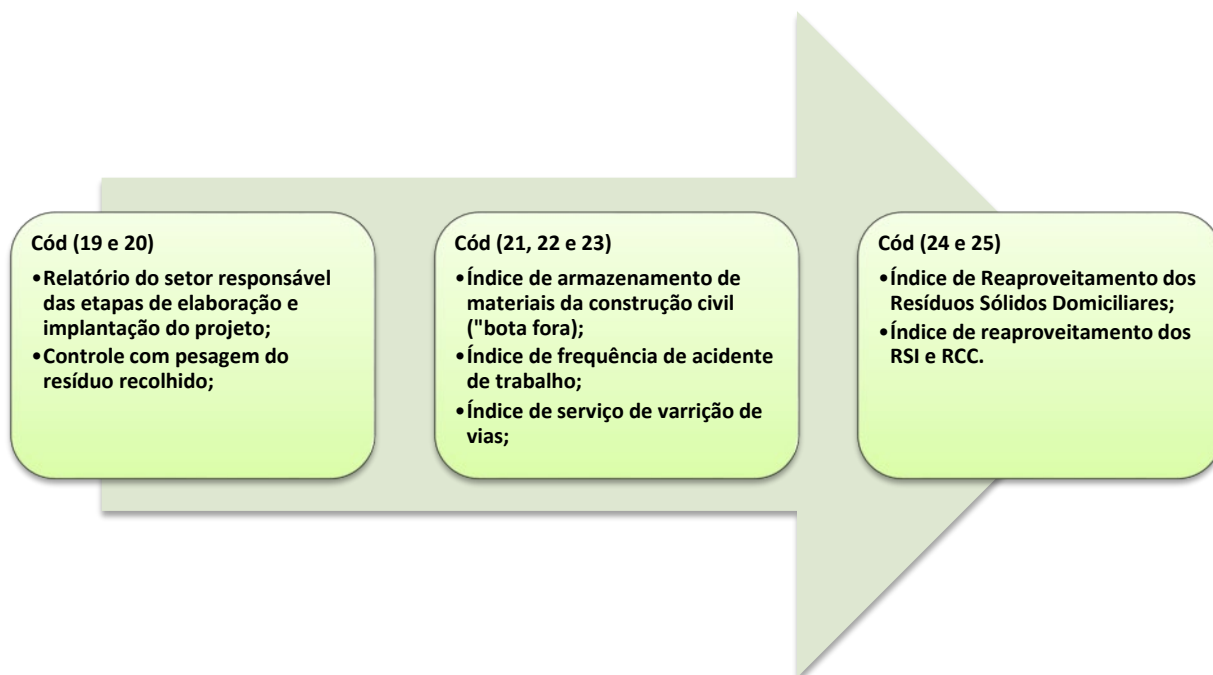 Cód (19 e 20)
•Relatório do setor responsável
das etapas de elaboração e
implantação do projeto;
•Controle com pesagem do
resíduo recolhido;
Cód (21, 22 e 23)
•Índice de armazenamento de
materiais da construção civil
("bota fora);
•Índice de frequência de acidente
de trabalho;
•Índice de serviço de varrição de
vias;
Cód (24 e 25)
•Índice de Reaproveitamento dos
Resíduos Sólidos Domiciliares;
•Índice de reaproveitamento dos
RSI e RCC.